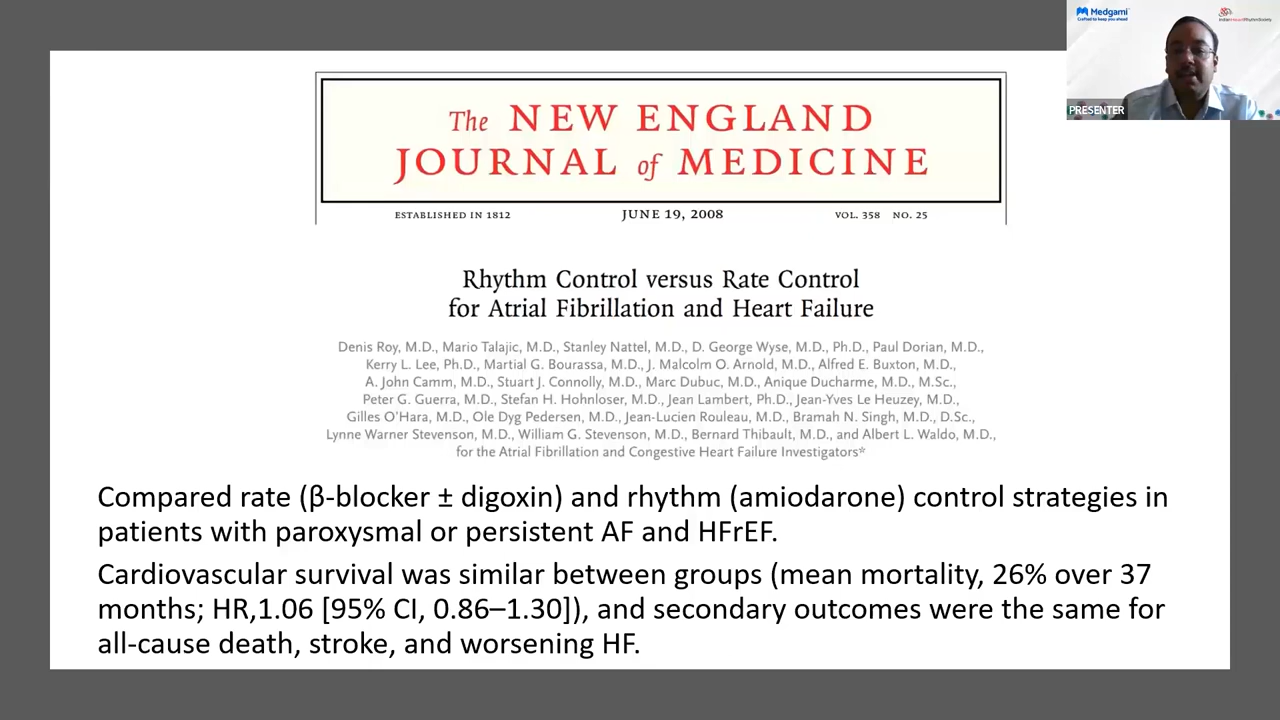 Medgami
Crafted to keep you ahead
PRESENTER
The NEW ENGLAND
JOURNAL of MEDICINE
ESTABLISHED IN 1812 JUNE 19, 2008 VOL. 358 NO. 25
Rhythm Control versus Rate Control
for Atrial Fibrillation and Heart Failure
Denis Roy, M.D., Mario Talajic, M.D., Stanley Nattel, M.D., D. George Wyse, M.D., Ph.D., Paul Dorian, M.D.,
Kerry L. Lee, Ph.D., Martial G. Bourassa, M.D., J. Malcolm O. Arnold, M.D., Alfred E. Buxton, M.D.,
A. John Camm, M.D., Stuart J. Connolly, M.D., Marc Dubuc, M.D., Anique Ducharme, M.D., M.Sc.,
Peter G. Guerra, M.D., Stefan H. Hohnloser, M.D., Jean Lambert, Ph.D., Jean-Yves Le Heuzey, M.D.,
Gilles O'Hara, M.D., Ole Dyg Pedersen, M.D., Jean-Lucien Rouleau, M.D., Bramah N. Singh, M.D., D.Sc.,
Lynne Warner Stevenson, M.D., William G. Stevenson, M.D., Bernard Thibault, M.D., and Albert L. Waldo, M.D.,
for the Atrial Fibrillation and Congestive Heart Failure Investigators*
Compared rate (β-blocker ± digoxin) and rhythm (amiodarone) control strategies in
patients with paroxysmal or persistent AF and HFrEF.
Cardiovascular survival was similar between groups (mean mortality, 26% over 37
months; HR,1.06 [95% CI, 0.86–1.30]), and secondary outcomes were the same for
all-cause death, stroke, and worsening HF.